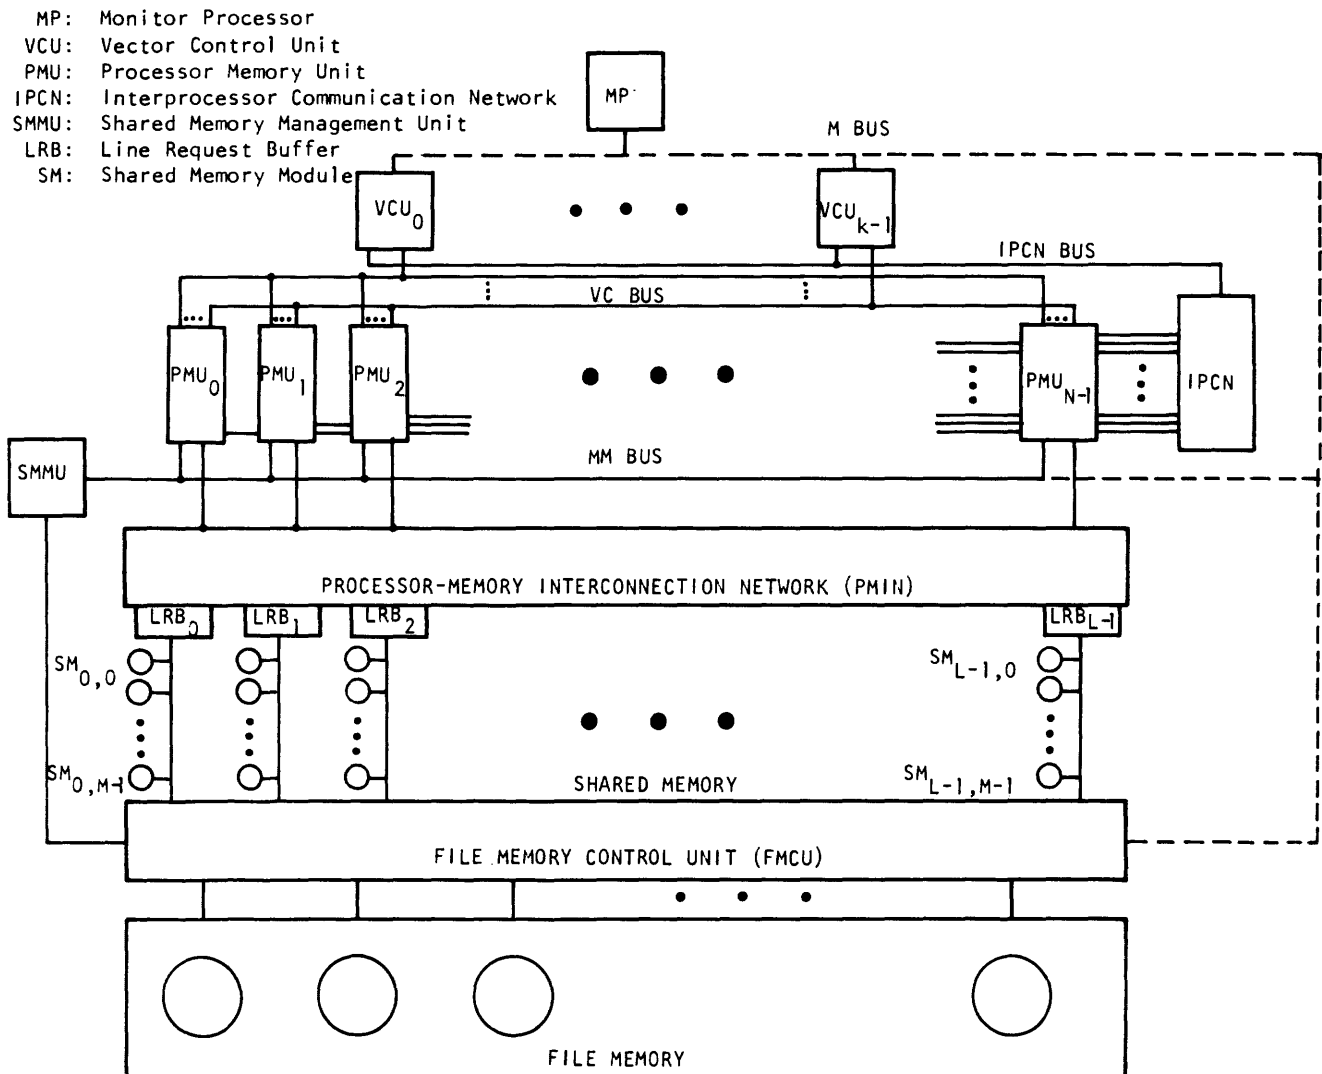 MP: Monitor Processor
VCU: Vector Control Unit
PMU: Processor Memory Unit
IPCN: Interprocessor Communication Network
SMMU: Shared Memory Management Unit
LRB: Line Request Buffer
SM: Shared Memory Module
MP
M BUS
VCU0
VCUk-1
IPCN BUS
VC BUS
PMU0
PMU1
PMU2
PMUN-1
IPCN
SMMU
MM BUS
PROCESSOR-MEMORY INTERCONNECTION NETWORK (PMIN)
LRB0
LRB1
LRB2
LRBL-1
SM0,0
SML-1,0
SM0,M-1
SHARED MEMORY
SML-1,M-1
FILE MEMORY CONTROL UNIT (FMCU)
FILE MEMORY